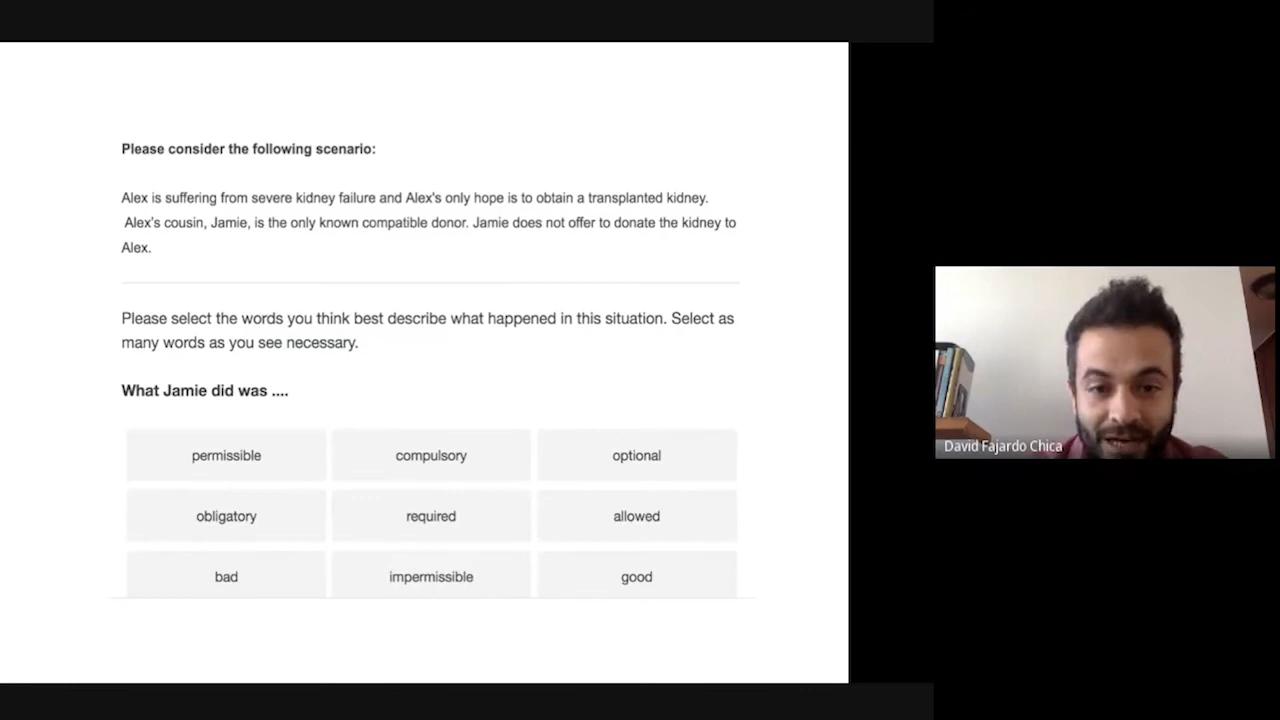 Please consider the following scenario:
Alex is suffering from severe kidney failure and Alex's only hope is to obtain a transplanted kidney.
Alex's cousin, Jamie, is the only known compatible donor. Jamie does not offer to donate the kidney to
Alex.
Please select the words you think best describe what happened in this situation. Select as
many words as you see necessary.
What Jamie did was ....
permissible compulsory optional
obligatory required allowed
bad impermissible good
David Fajardo Chica